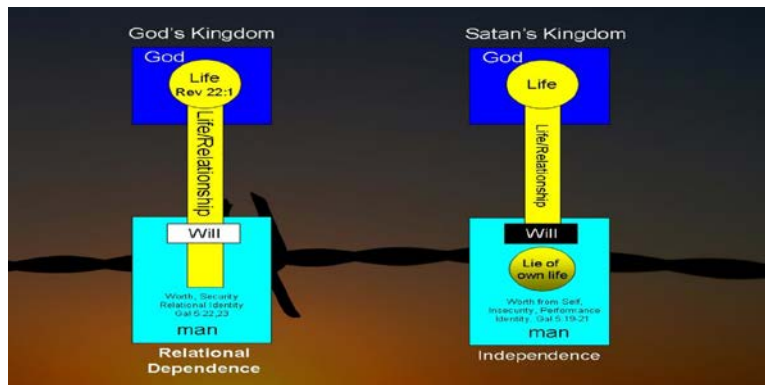 God's Kingdom
God
Life
Rev 22:1
Life/Relationship
Will
Worth, Security
Relational Identity
Gal 5:22,23
man
Relational
Dependence
Satan's Kingdom
God
Life
Life/Relationship
Will
Lie of
own life
Worth from Self,
Insecurity, Performance
Identity. Gal 5:19-21
man
Independence